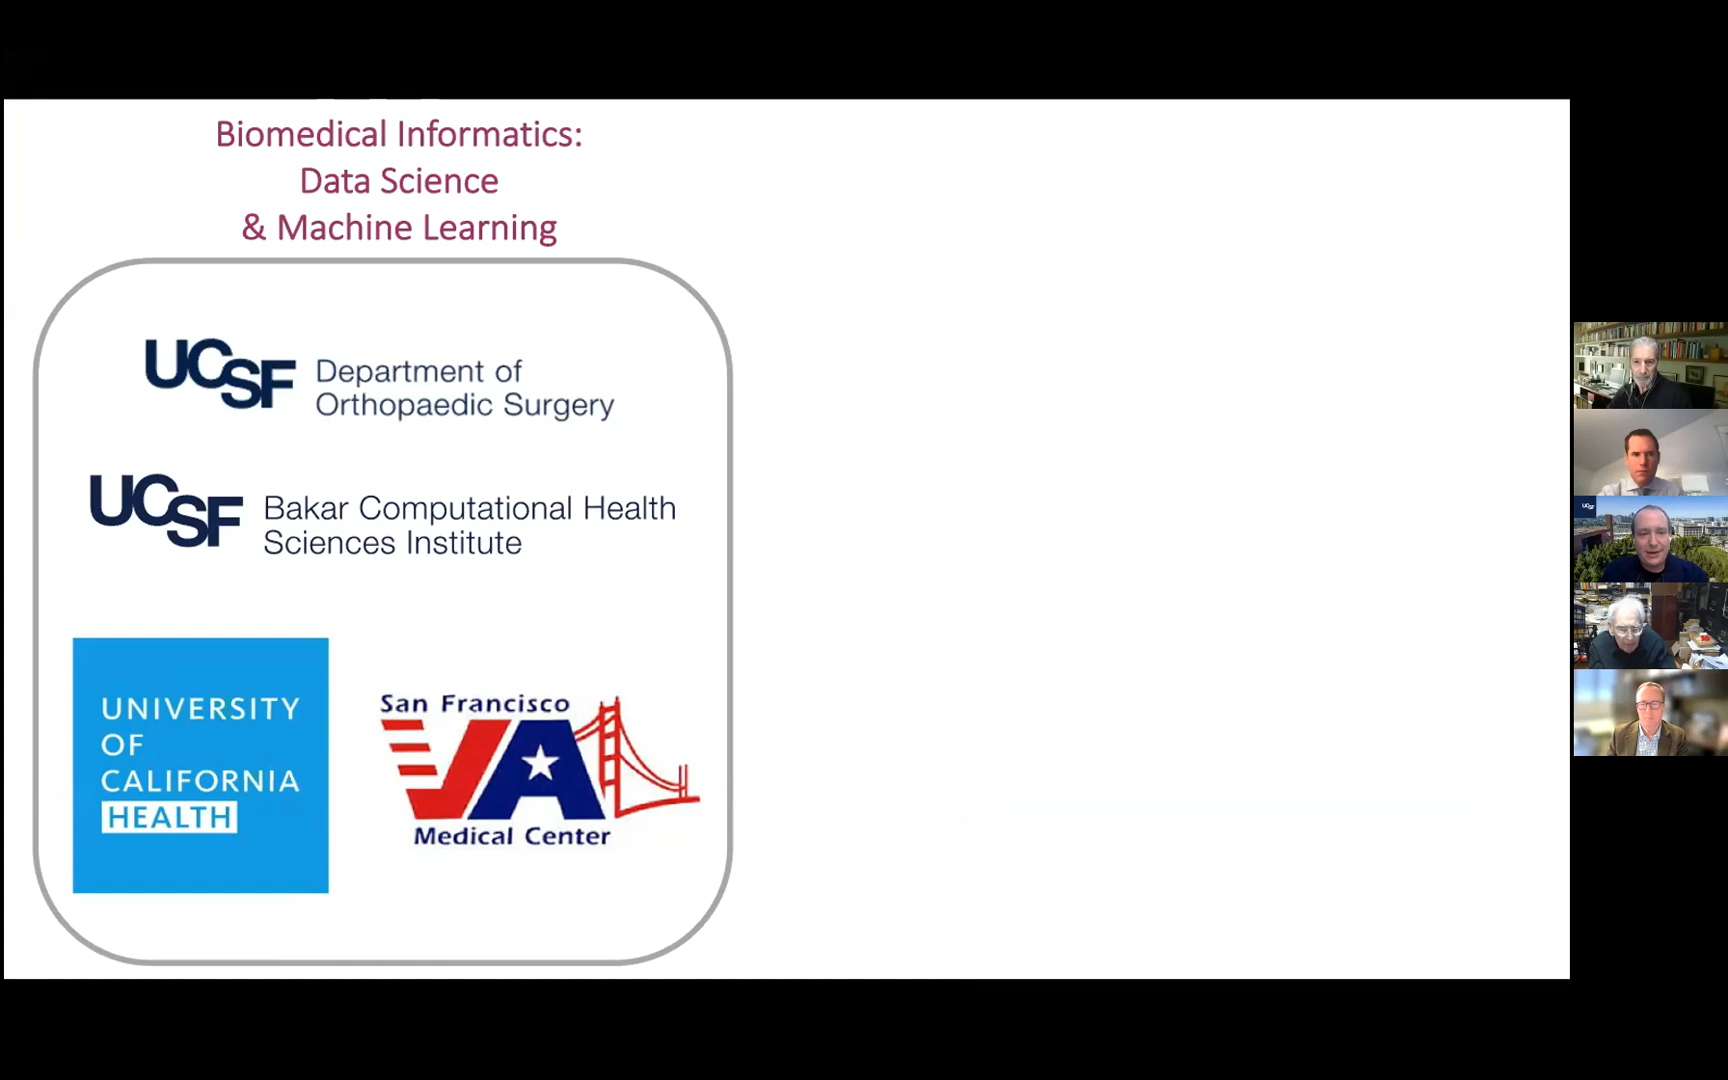 Biomedical Informatics:
Data Science
& Machine Learning
UCSF Department of
Orthopaedic Surgery
UCSF Bakar Computational Health
Sciences Institute
UNIVERSITY
OF
CALIFORNIA
HEALTH
San Francisco
VA
Medical Center
UCSF